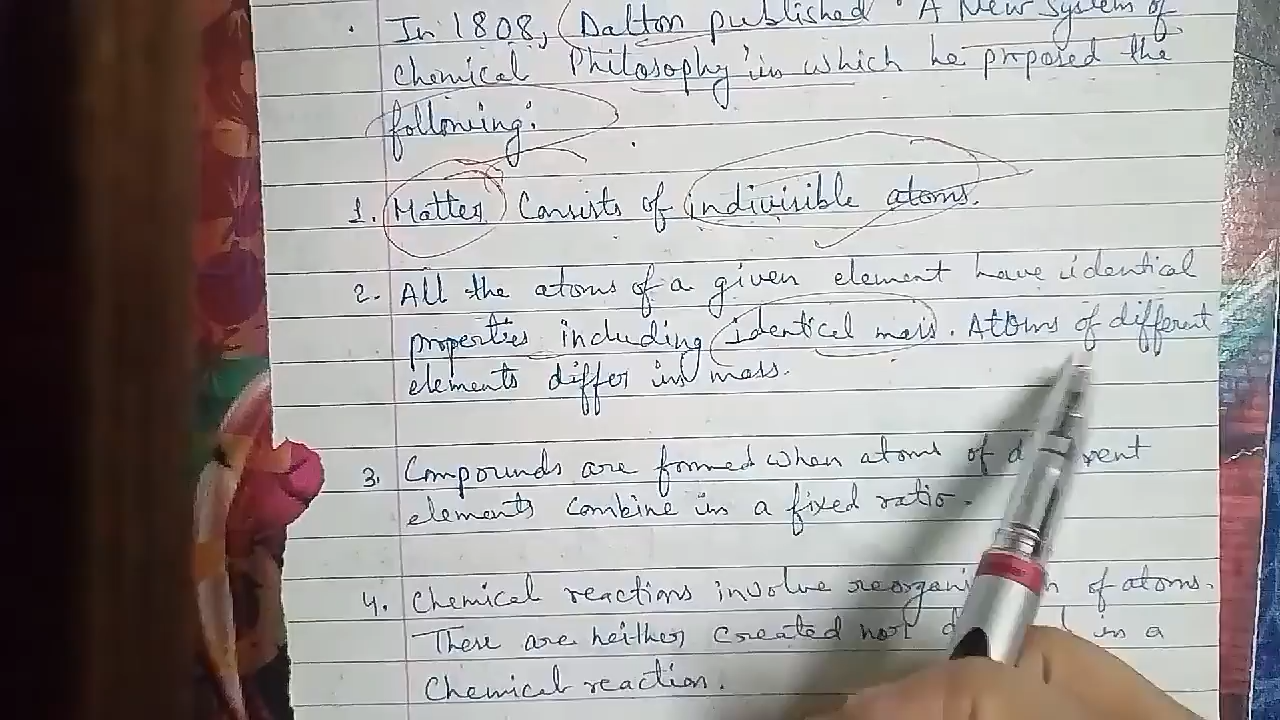 . In 1808, Dalton published 'A New System of
Chemical Philosophy' in which he proposed the
following:
1. Matter Consists of indivisible atoms.
2. All the atoms of a given element have identical
properties including identical mass. Atoms of different
elements differ in mass.
3. Compounds are formed when atoms of
elements combine in a fixed ratio.
4. Chemical reactions involve of atoms.
These are neither created nor in a
Chemical reaction.